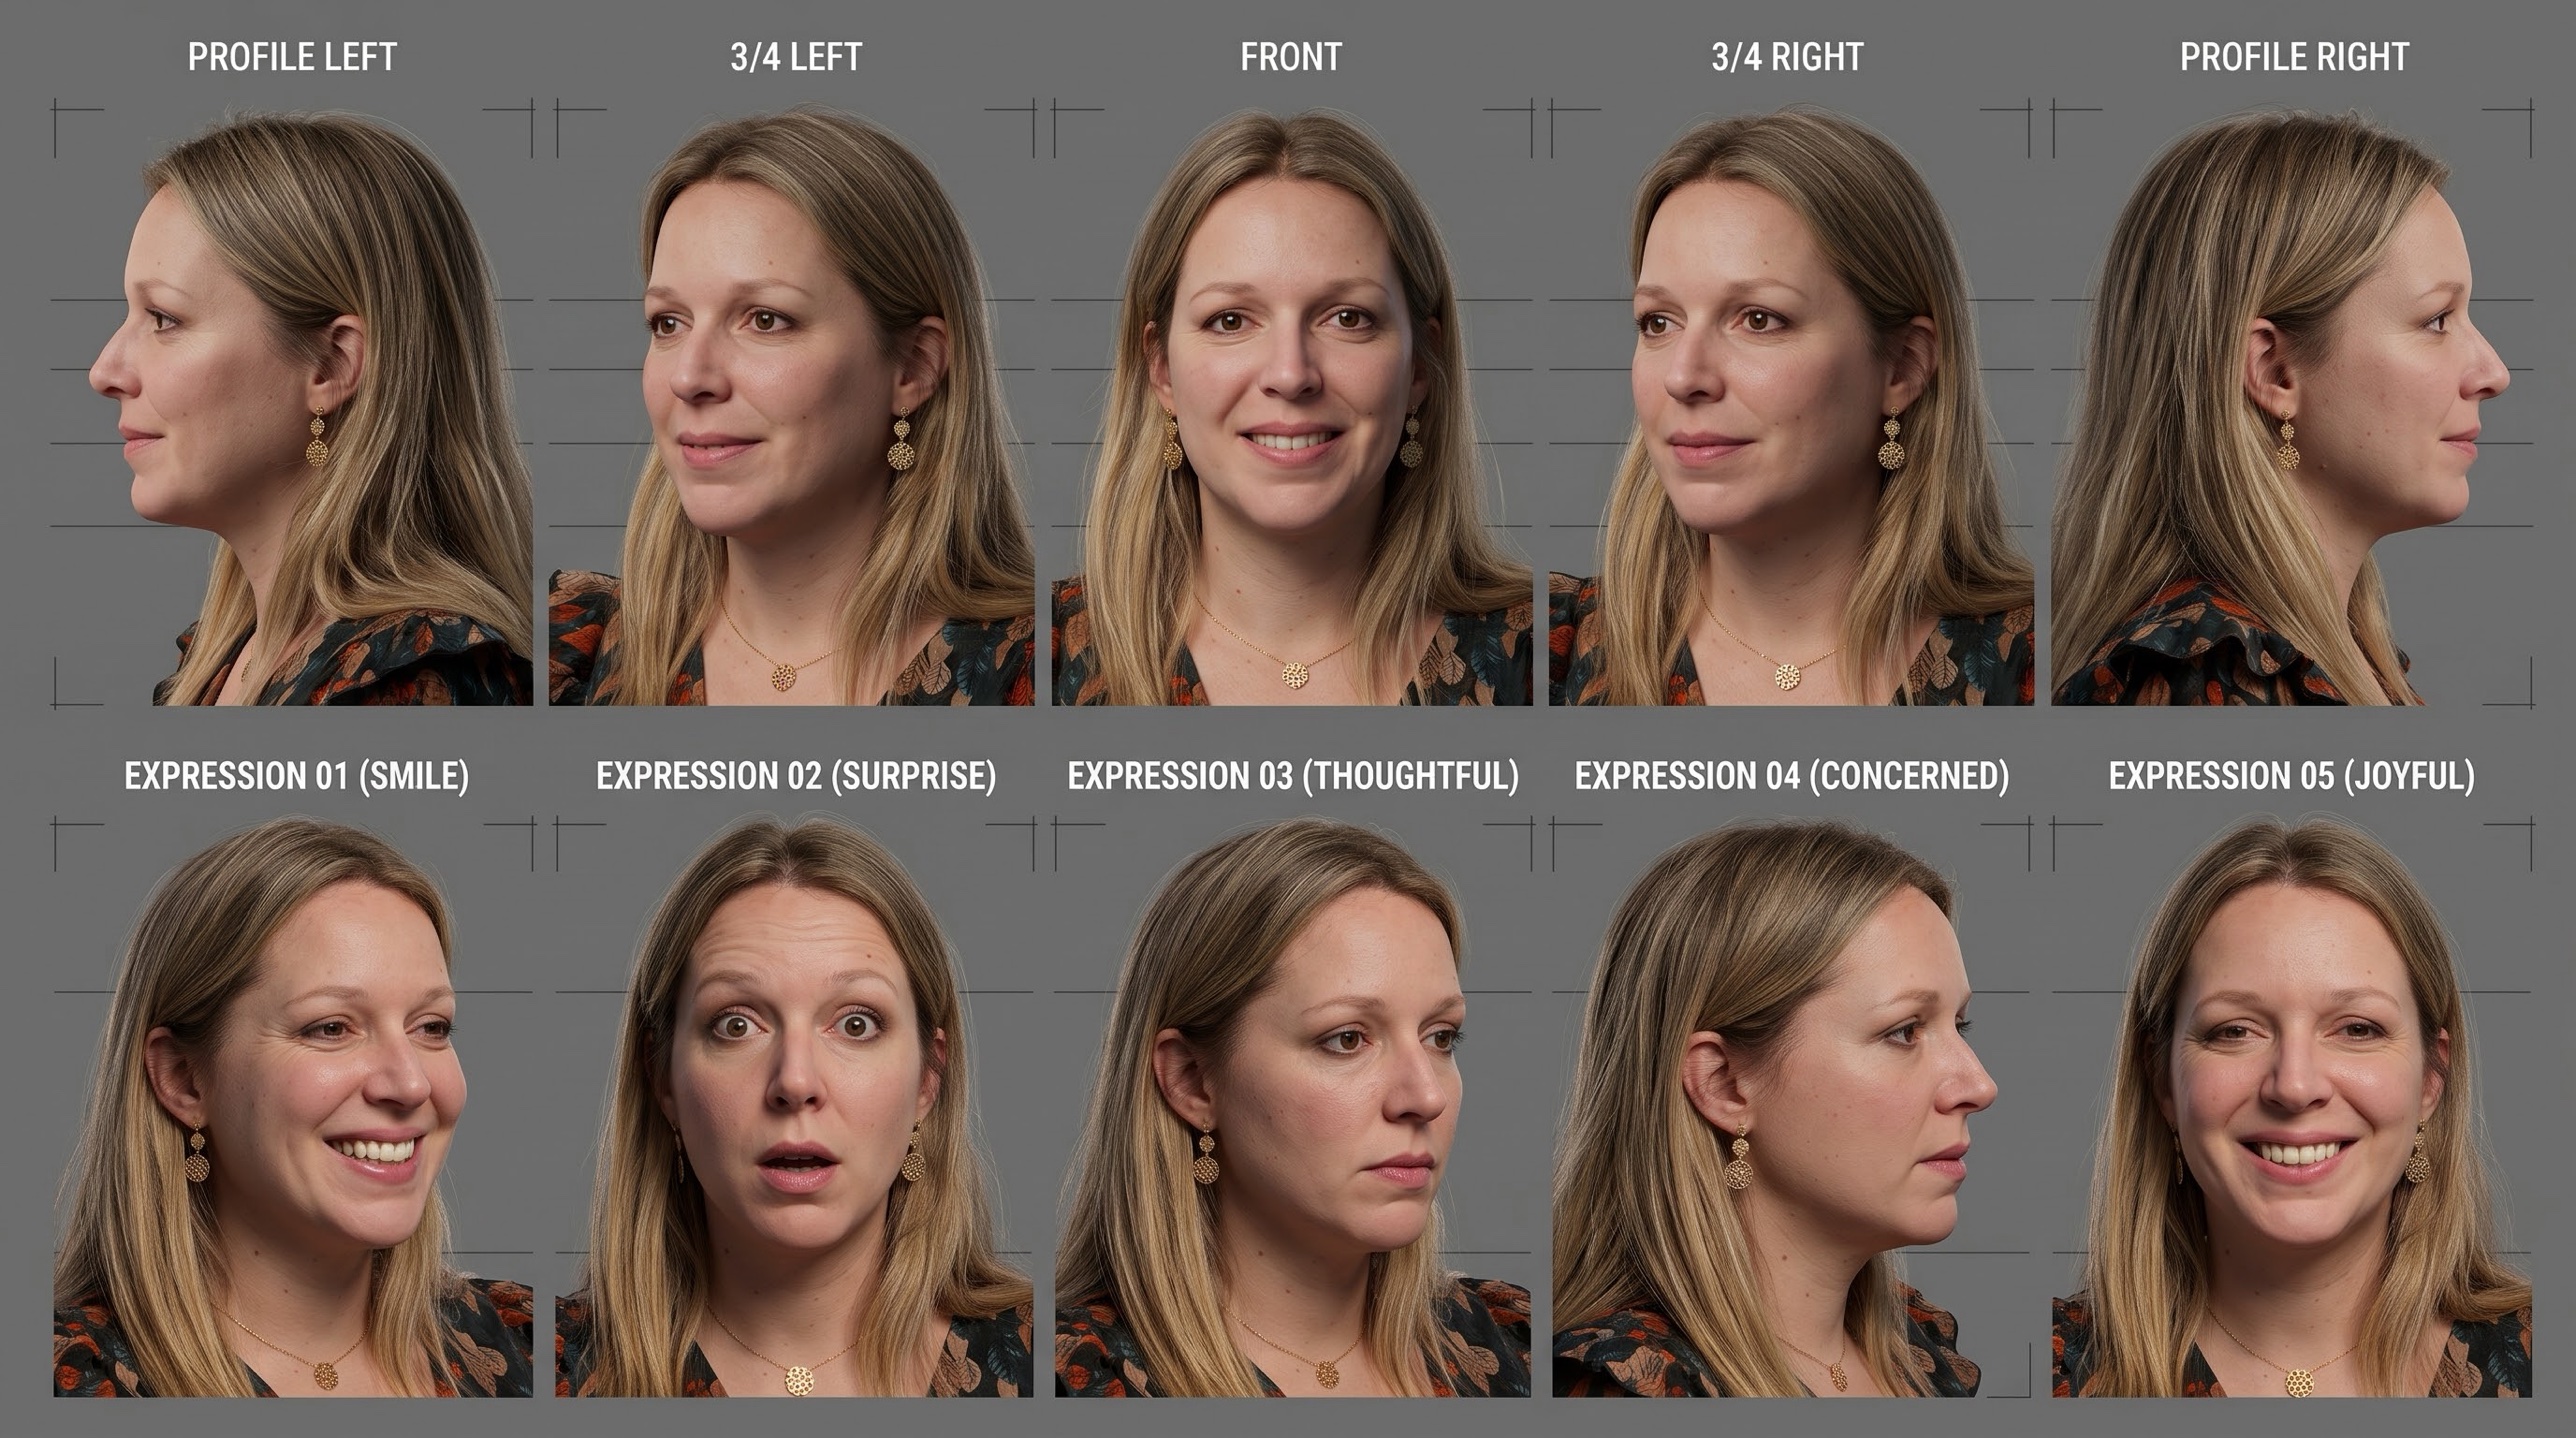 PROFILE LEFT
3/4 LEFT
FRONT
3/4 RIGHT
PROFILE RIGHT
EXPRESSION 01 (SMILE)
EXPRESSION 02 (SURPRISE)
EXPRESSION 03 (THOUGHTFUL)
EXPRESSION 04 (CONCERNED)
EXPRESSION 05 (JOYFUL)